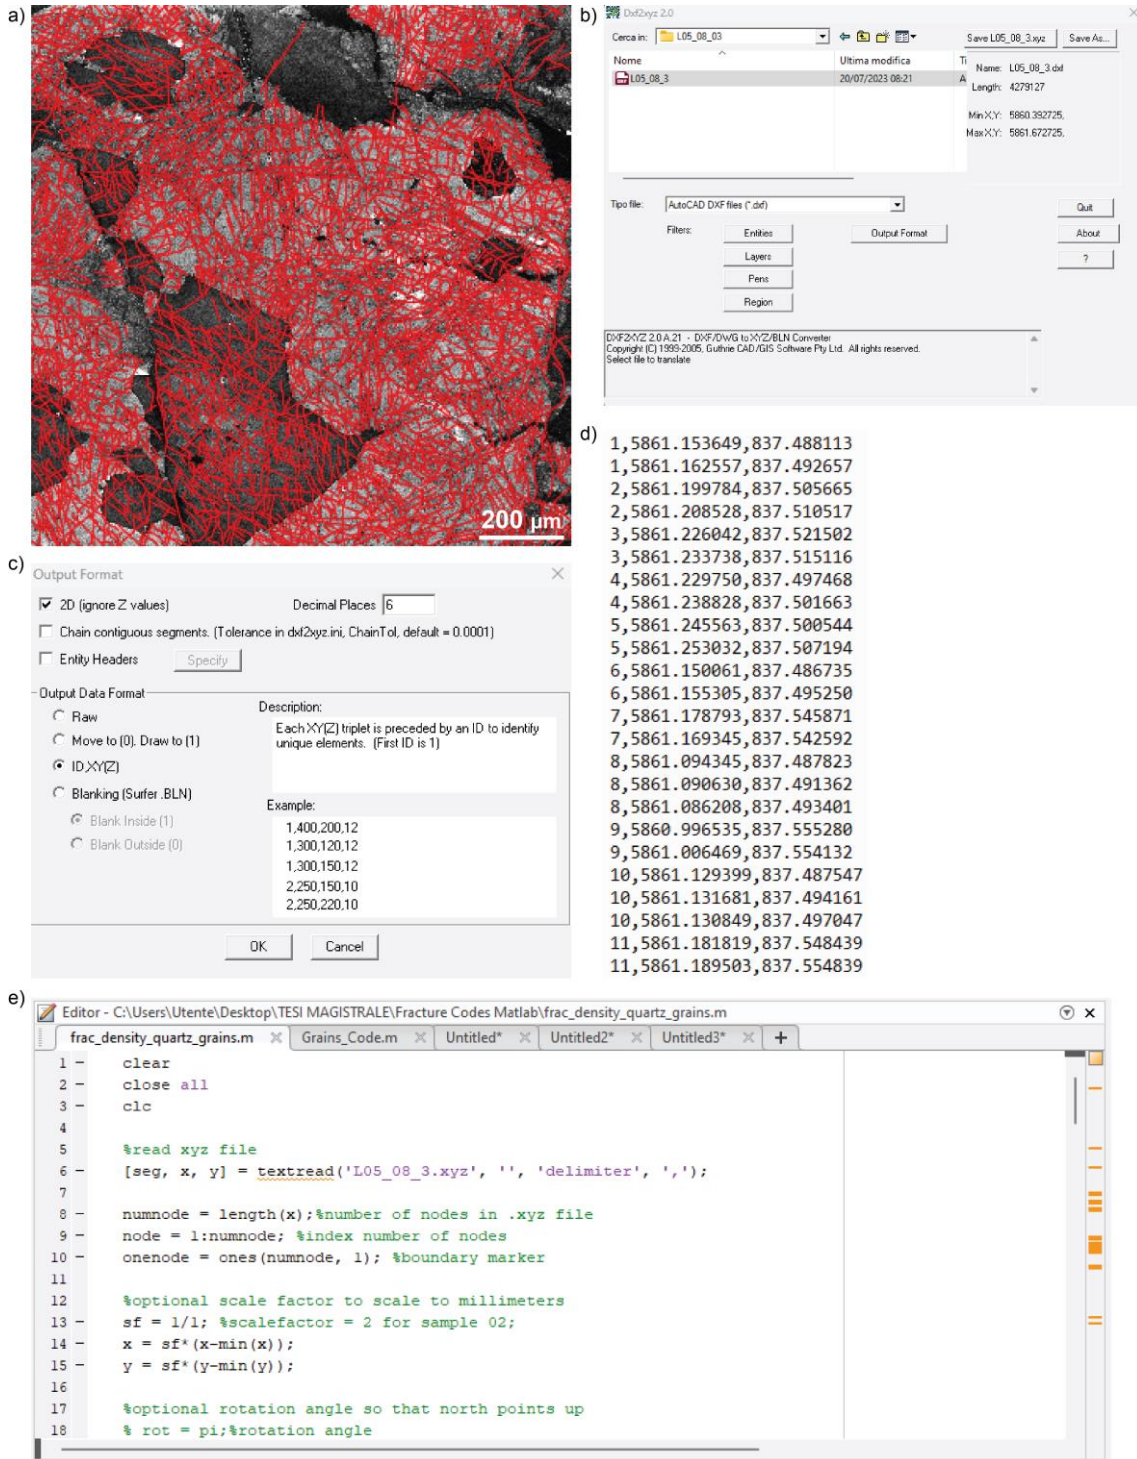 a)
200 µm
b)
Dxf2xyz 2.0
Cerca in: L05_08_03
Save L05_08_3.xyz Save As...
Nome Ultima modifica
L05_08_3 20/07/2023 08:21 A
Name: L05_08_3.dxf
Length: 4279127
Min X,Y: 5860.392725,
Max X,Y: 5861.672725,
Tipo file: AutoCAD DXF files (*.dxf)
Quit
Filters: Entities Output Format About
Layers ?
Pens
Region
DXF2XYZ 2.0 A.21 - DXF/DWG to XYZ/BLN Converter
Copyright (C) 1999-2005, Guthrie CAD/GIS Software Pty Ltd. All rights reserved.
Select file to translate
c)
Output Format
2D (ignore Z values) Decimal Places 6
Chain contiguous segments. (Tolerance in dxf2xyz.ini, ChainTol, default = 0.0001)
Entity Headers Specify
Output Data Format
Raw
Move to (0). Draw to (1)
ID,XY(Z)
Blanking (Surfer .BLN)
Blank Inside (1)
Blank Outside (0)
Description:
Each XY(Z) triplet is preceded by an ID to identify
unique elements. (First ID is 1)
Example:
1,400,200,12
1,300,120,12
1,300,150,12
2,250,150,10
2,250,220,10
OK Cancel
d)
1,5861.153649,837.488113
1,5861.162557,837.492657
2,5861.199784,837.505665
2,5861.208528,837.510517
3,5861.226042,837.521502
3,5861.233738,837.515116
4,5861.229750,837.497468
4,5861.238828,837.501663
5,5861.245563,837.500544
5,5861.253032,837.507194
6,5861.150061,837.486735
6,5861.155305,837.495250
7,5861.178793,837.545871
7,5861.169345,837.542592
8,5861.094345,837.487823
8,5861.090630,837.491362
8,5861.086208,837.493401
9,5860.996535,837.555280
9,5861.006469,837.554132
10,5861.129399,837.487547
10,5861.131681,837.494161
10,5861.130849,837.497047
11,5861.181819,837.548439
11,5861.189503,837.554839
e)
Editor - C:\Users\Utente\Desktop\TESI MAGISTRALE\Fracture Codes Matlab\frac_density_quartz_grains.m
frac_density_quartz_grains.m Grains_Code.m Untitled* Untitled2* Untitled3* +
1 - clear
2 - close all
3 - clc
4
5 %read xyz file
6 - [seg, x, y] = textread('L05_08_3.xyz', '', 'delimiter', ',');
7
8 - numnode = length(x);%number of nodes in .xyz file
9 - node = 1:numnode; %index number of nodes
10 - onenode = ones(numnode, 1); %boundary marker
11
12 %optional scale factor to scale to millimeters
13 - sf = 1/1; %scalefactor = 2 for sample 02;
14 - x = sf*(x-min(x));
15 - y = sf*(y-min(y));
16
17 %optional rotation angle so that north points up
18 % rot = pi;%rotation angle